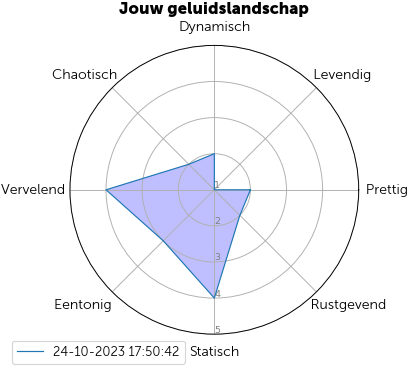 Jouw geluidslandschap
Dynamisch
Chaotisch
Levendig
Vervelend
Prettig
1
2
3
4
5
Eentonig
Rustgevend
Statisch
24-10-2023 17:50:42